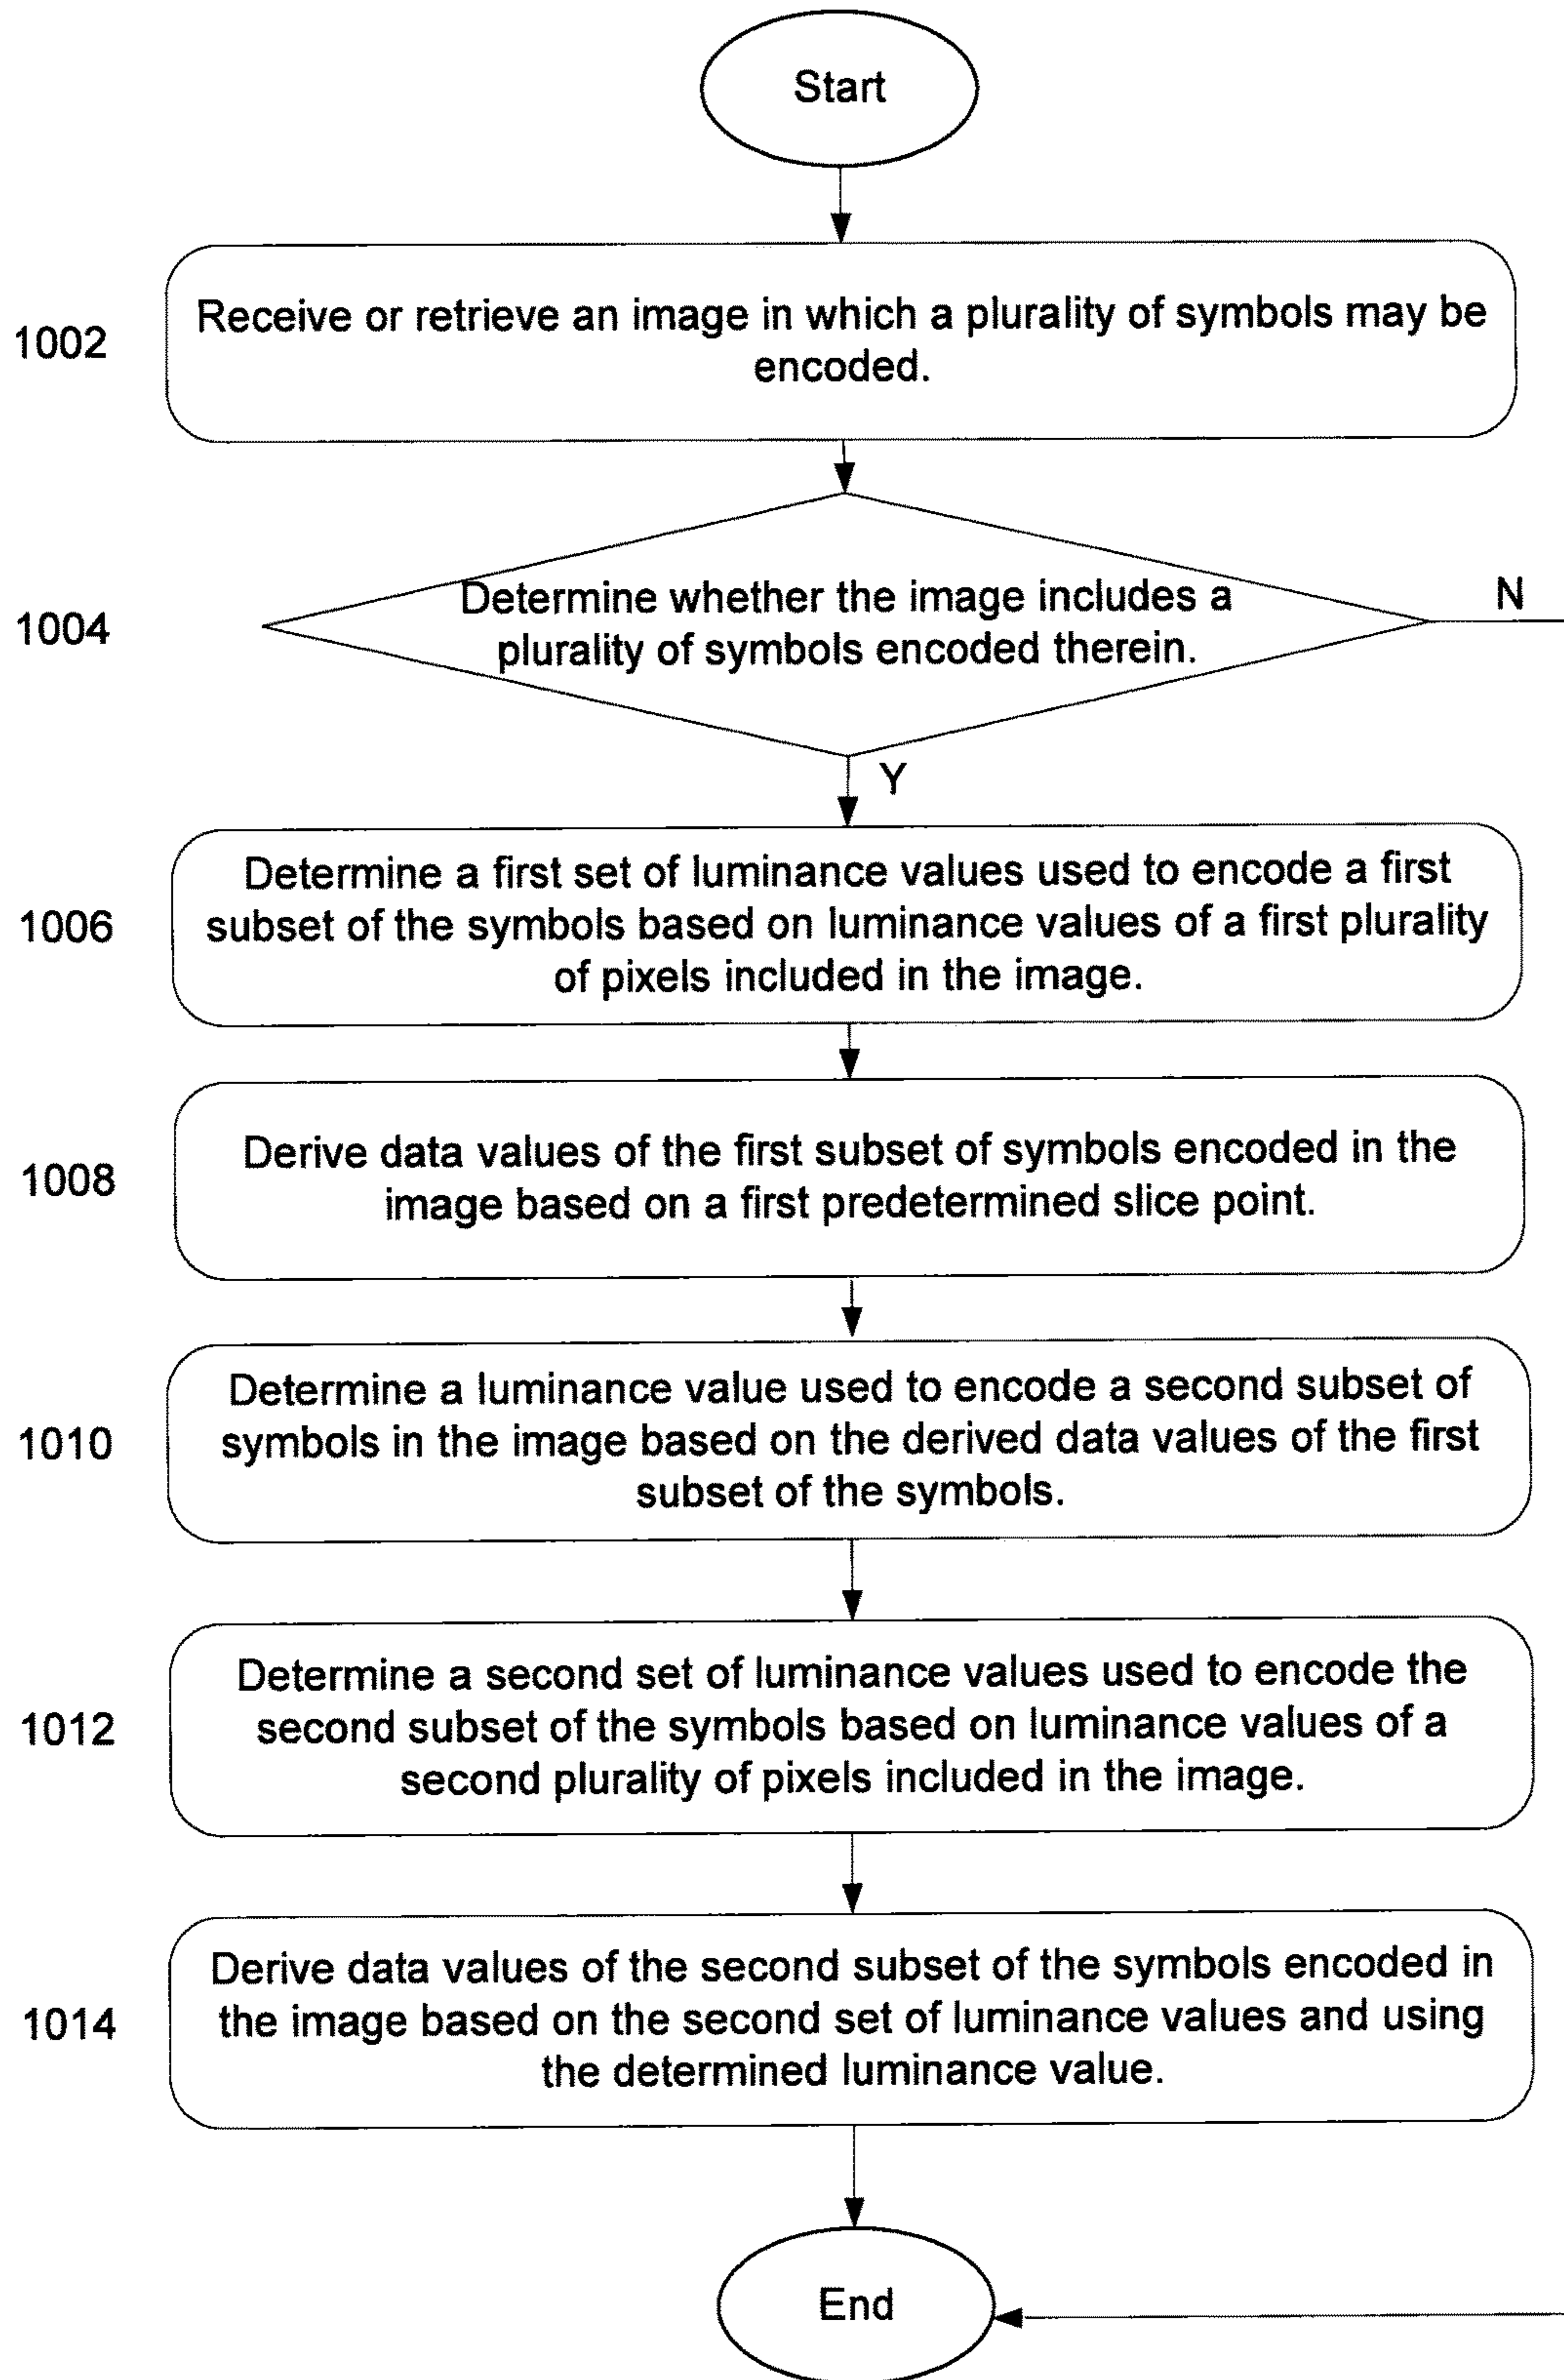 Start
1002
Receive or retrieve an image in which a plurality of symbols may be
encoded.
1004
Determine whether the image includes a
plurality of symbols encoded therein.
N
Y
1006
Determine a first set of luminance values used to encode a first
subset of the symbols based on luminance values of a first plurality
of pixels included in the image.
1008
Derive data values of the first subset of symbols encoded in the
image based on a first predetermined slice point.
1010
Determine a luminance value used to encode a second subset of
symbols in the image based on the derived data values of the first
subset of the symbols.
1012
Determine a second set of luminance values used to encode the
second subset of the symbols based on luminance values of a
second plurality of pixels included in the image.
1014
Derive data values of the second subset of the symbols encoded in
the image based on the second set of luminance values and using
the determined luminance value.
End